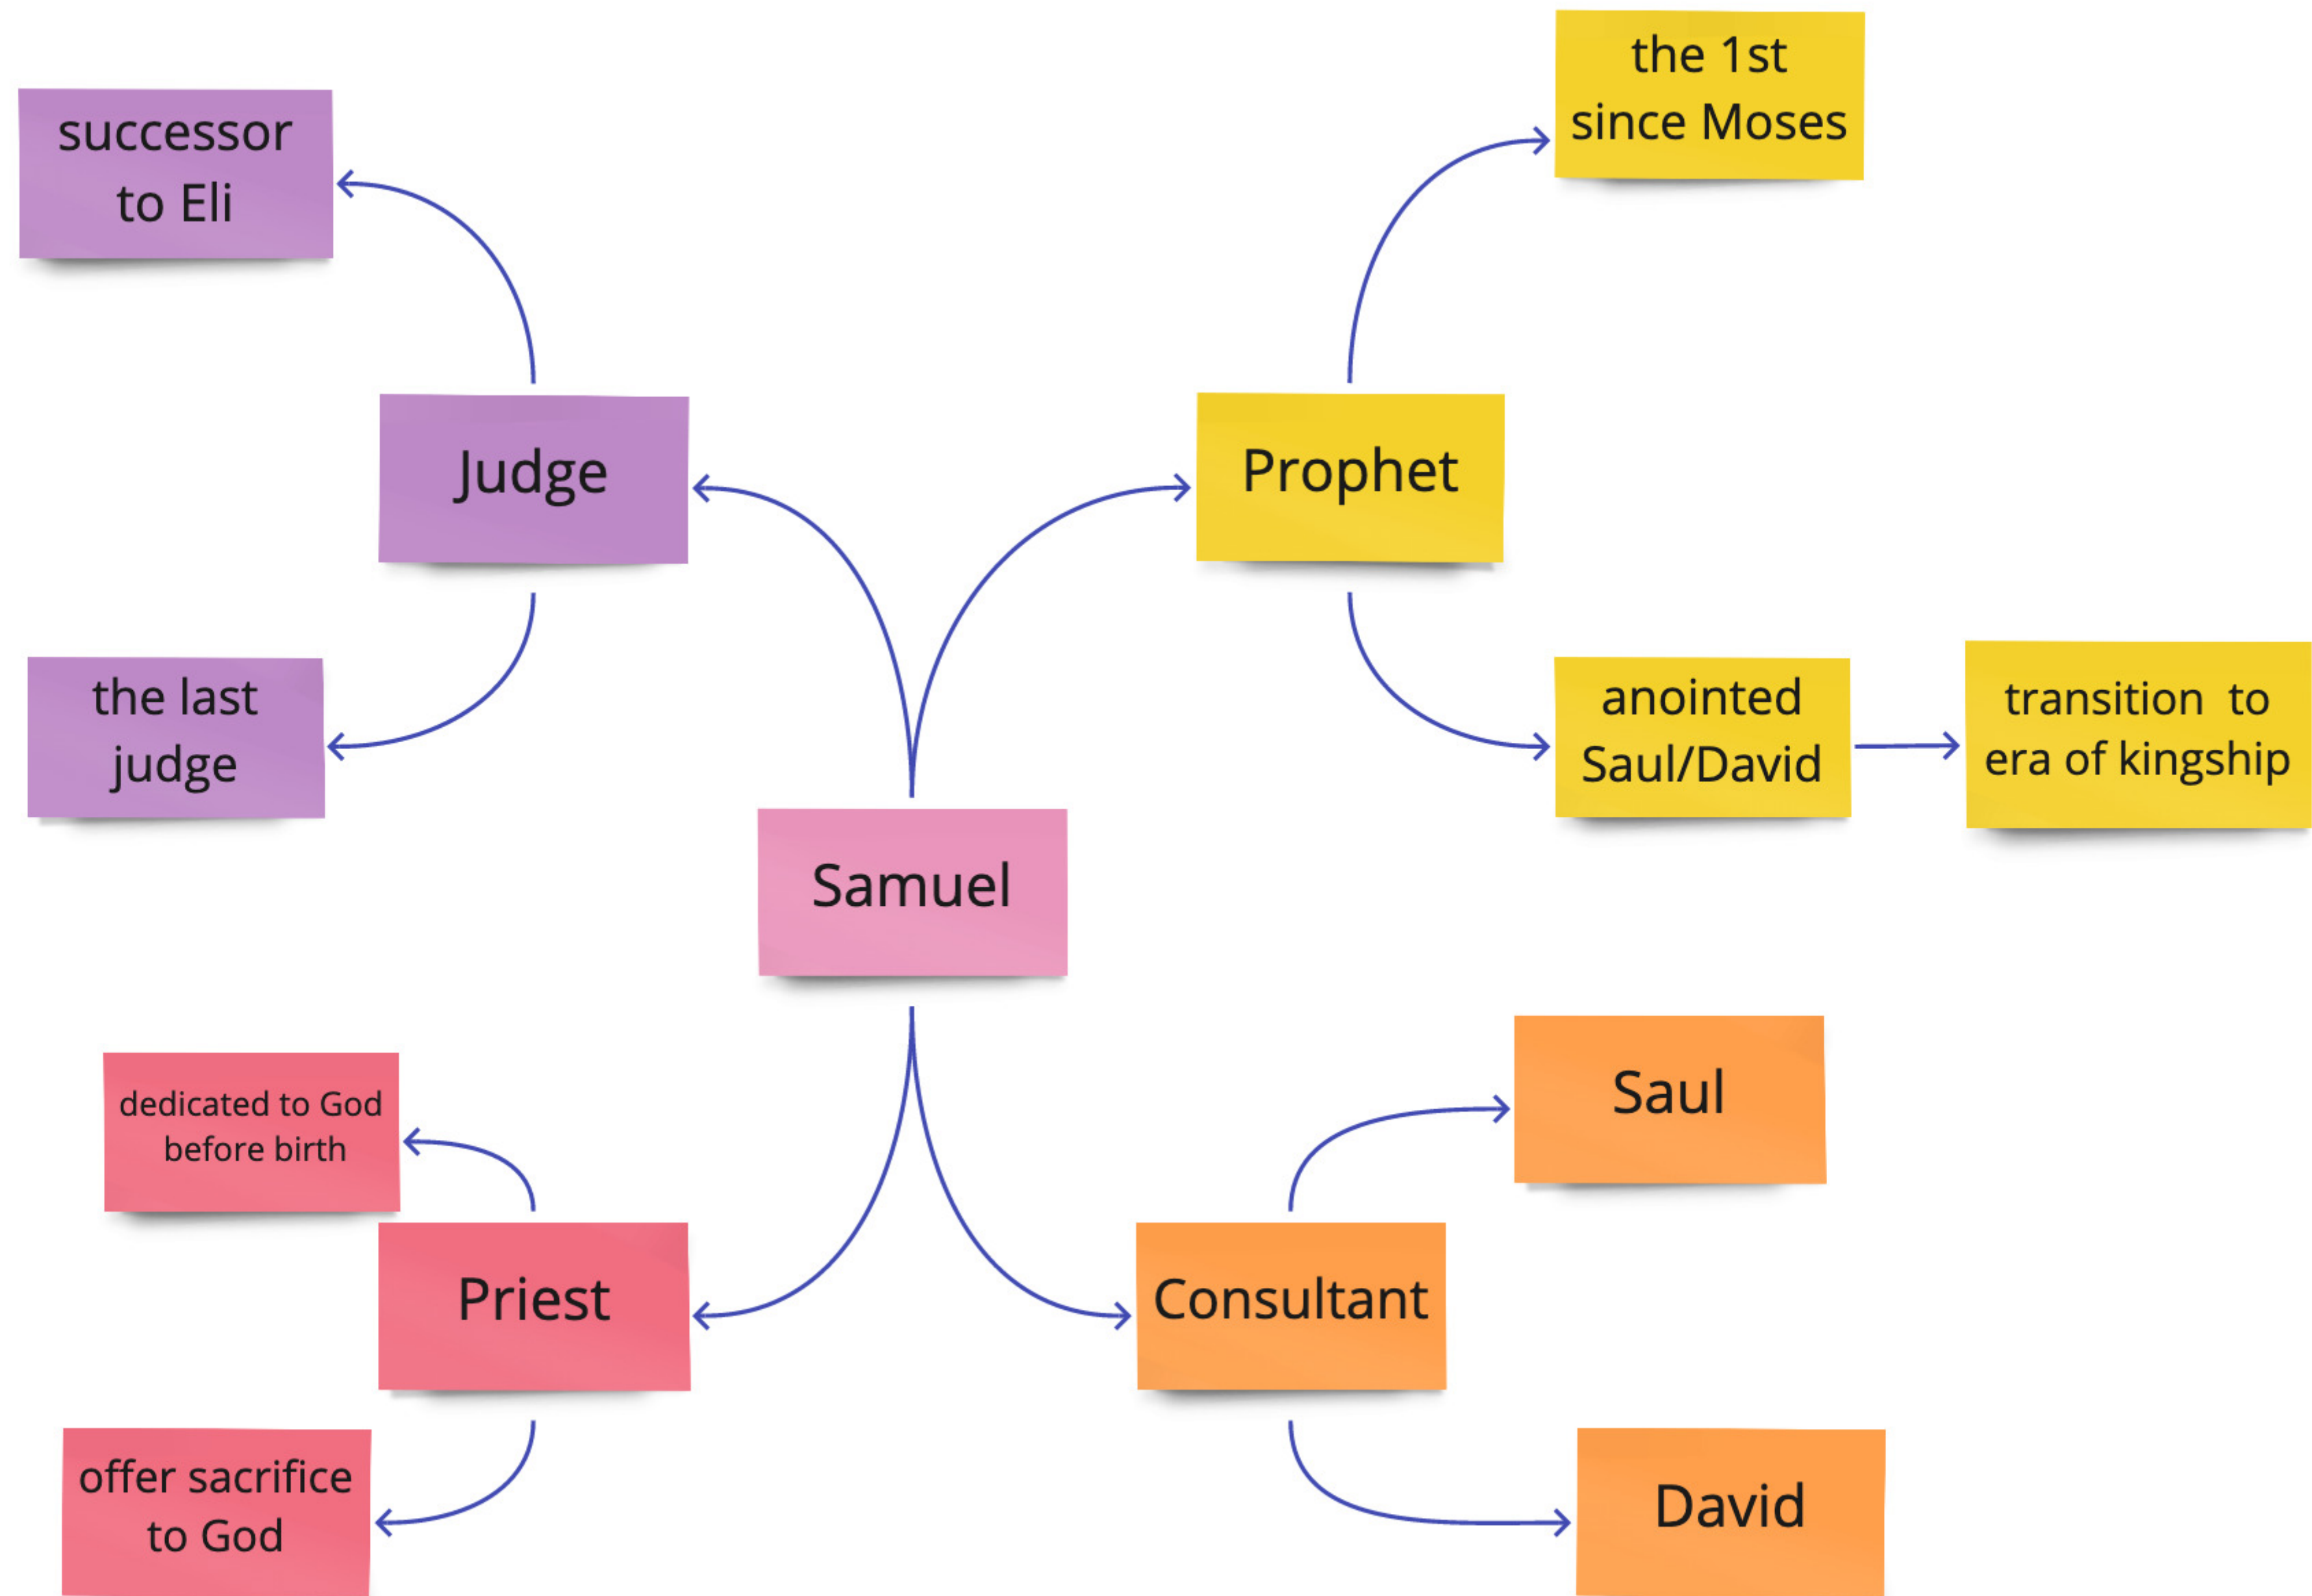 the 1st
since Moses
successor
to Eli
Judge
Prophet
the last
judge
anointed
Saul/David
transition to
era of kingship
Samuel
dedicated to God
before birth
Saul
Priest
Consultant
offer sacrifice
to God
David